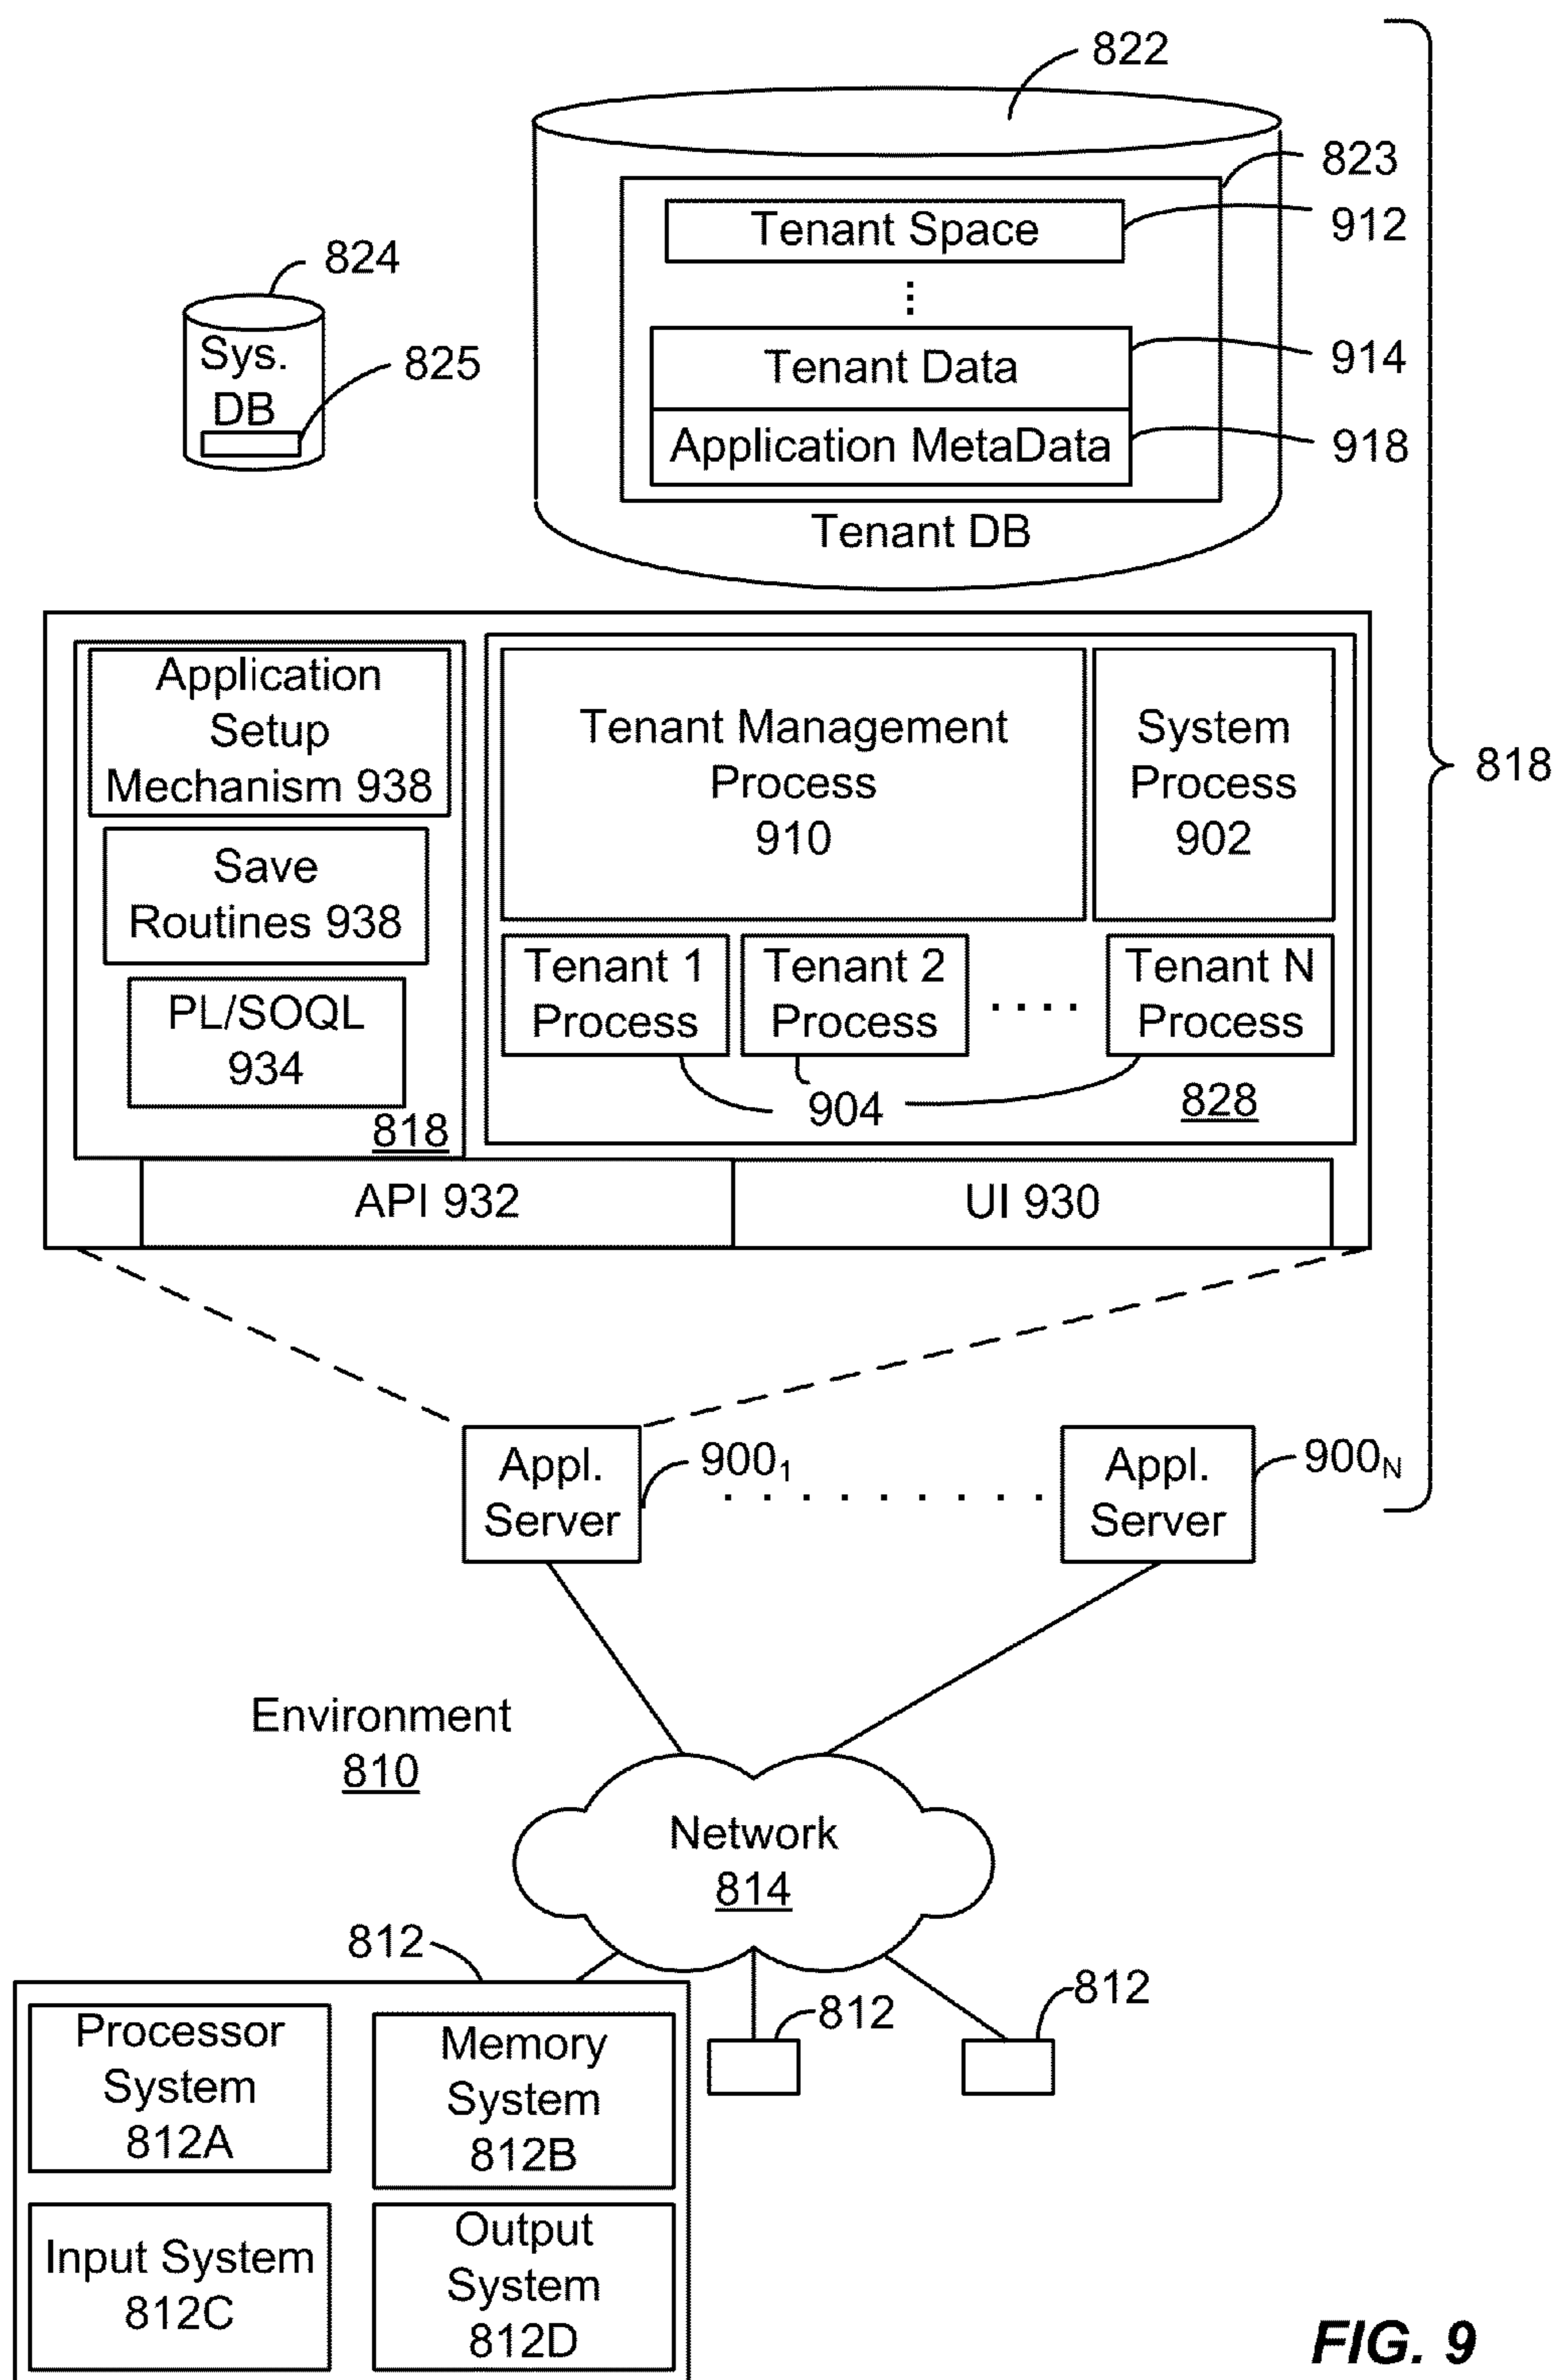 822
823
Tenant Space
912
824
Sys.
DB
825
Tenant Data
914
Application MetaData
918
Tenant DB
Application
Setup
Mechanism 938
Tenant Management
Process
910
System
Process
902
818
Save
Routines 938
Tenant 1
Process
Tenant 2
Process
. . . .
Tenant N
Process
PL/SOQL
934
904
828
818
API 932
UI 930
Appl.
Server
900₁
. . . . . . . . .
Appl.
Server
900N
Environment
810
Network
814
812
812
812
Processor
System
812A
Memory
System
812B
Input System
812C
Output
System
812D
FIG. 9